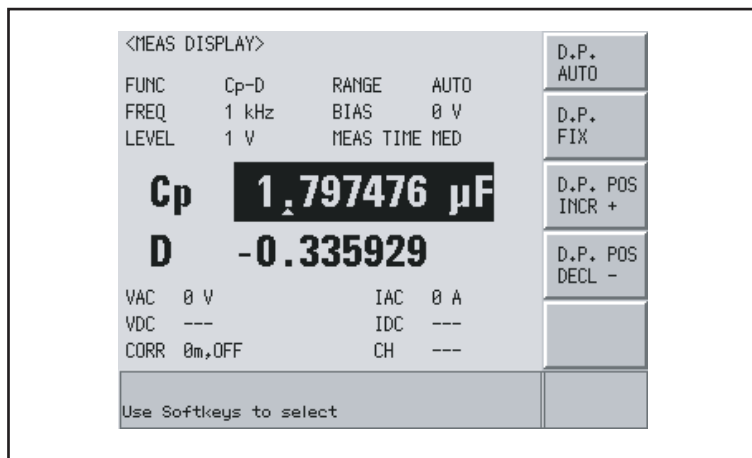 <MEAS DISPLAY>
FUNC Cp-D RANGE AUTO
FREQ 1 kHz BIAS 0 V
LEVEL 1 V MEAS TIME MED
Cp 1.797476 µF
D -0.335929
VAC 0 V IAC 0 A
VDC --- IDC ---
CORR 0m,OFF CH ---
Use Softkeys to select
D.P.
AUTO
D.P.
FIX
D.P. POS
INCR +
D.P. POS
DECL -